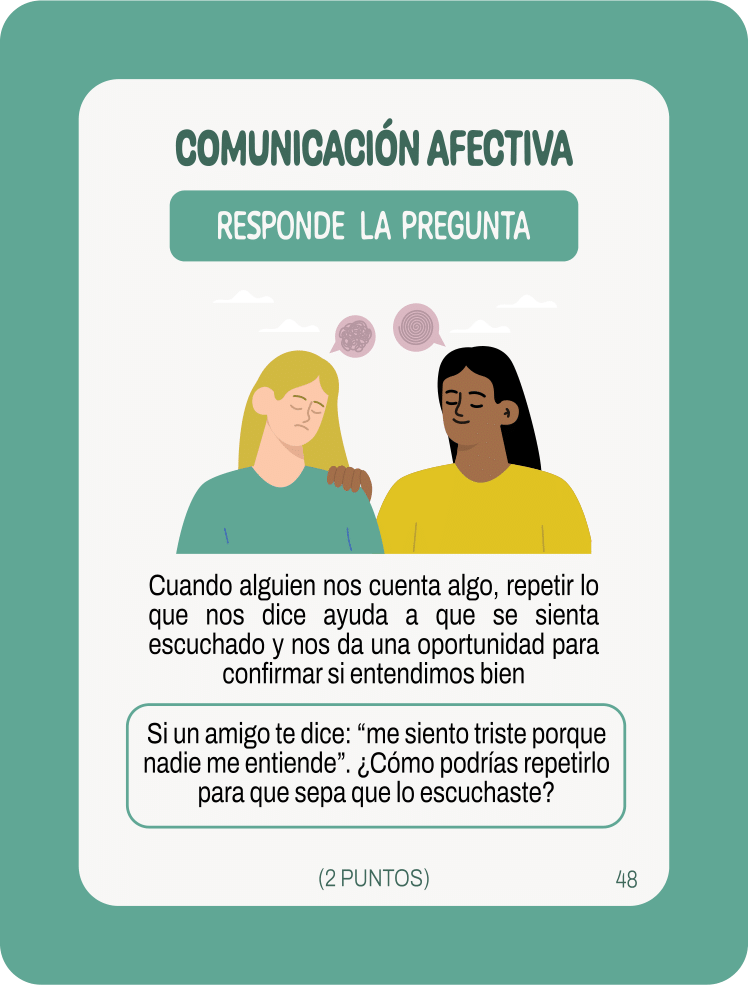 COMUNICACIÓN AFECTIVA
RESPONDE LA PREGUNTA
Cuando alguien nos cuenta algo, repetir lo
que nos dice ayuda a que se sienta
escuchado y nos da una oportunidad para
confirmar si entendimos bien
Si un amigo te dice: “me siento triste porque
nadie me entiende”. ¿Cómo podrías repetirlo
para que sepa que lo escuchaste?
(2 PUNTOS)
48